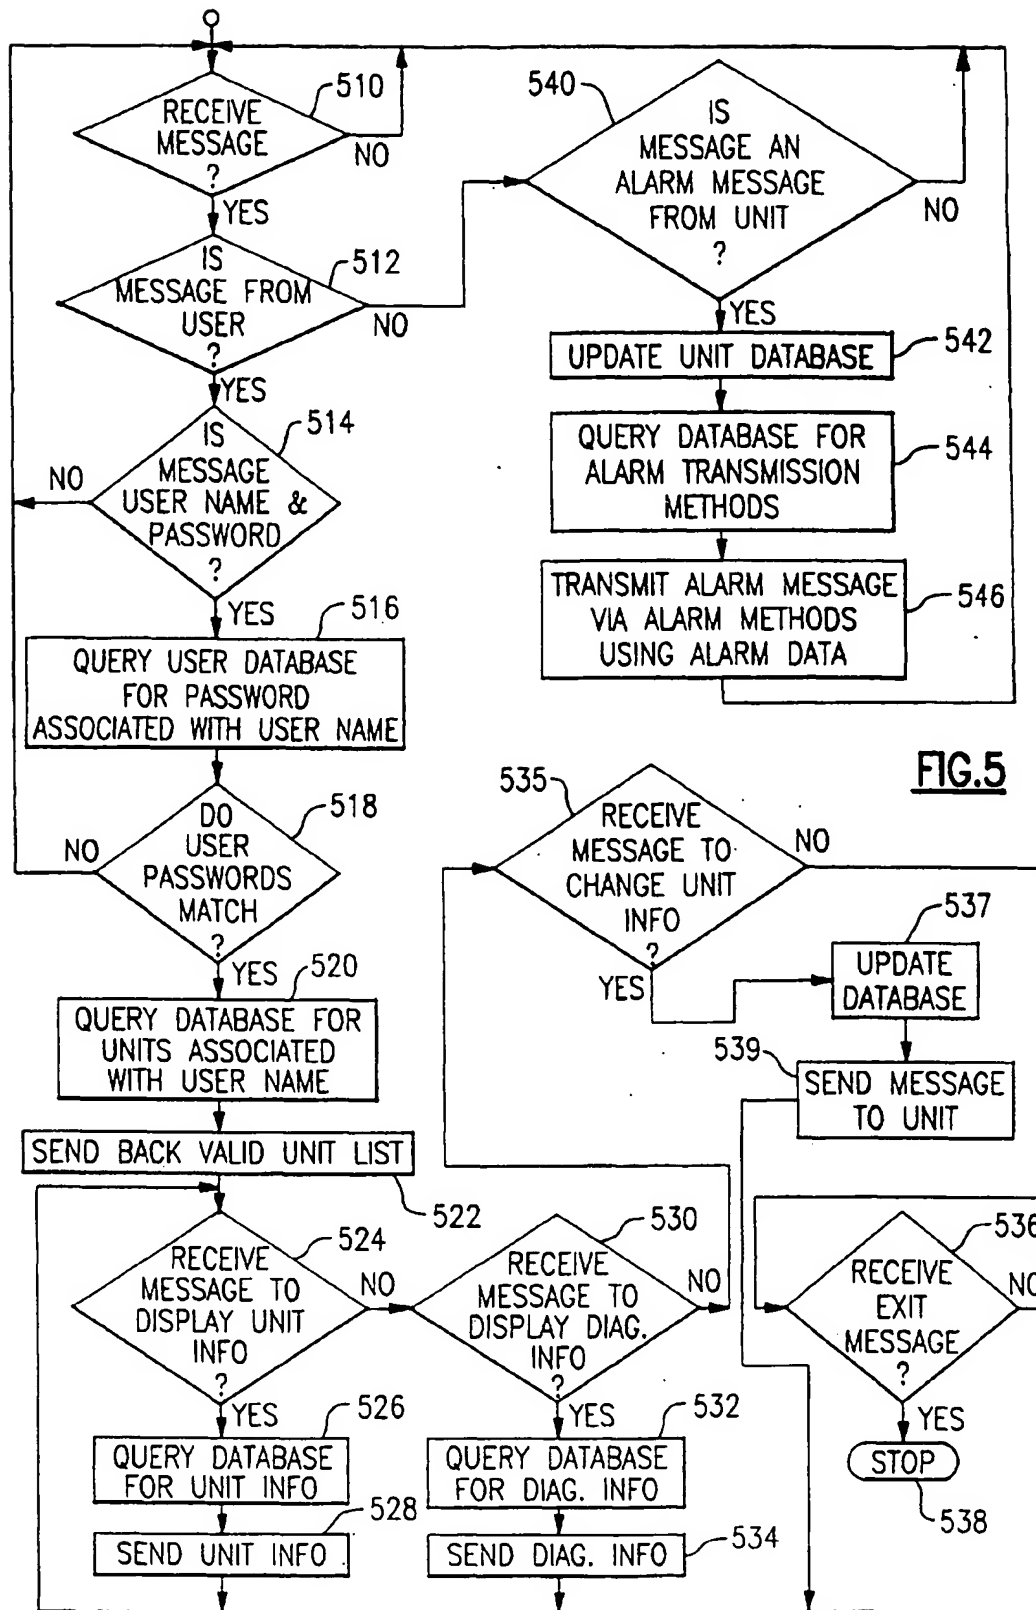 510
RECEIVE
MESSAGE
?
NO
YES
512
IS
MESSAGE FROM
USER
?
NO
YES
514
IS
MESSAGE
USER NAME &
PASSWORD
?
NO
YES
516
QUERY USER DATABASE
FOR PASSWORD
ASSOCIATED WITH USER NAME
518
DO
USER
PASSWORDS
MATCH
?
NO
YES
520
QUERY DATABASE FOR
UNITS ASSOCIATED
WITH USER NAME
SEND BACK VALID UNIT LIST
522
524
RECEIVE
MESSAGE TO
DISPLAY UNIT
INFO
?
NO
YES
526
QUERY DATABASE
FOR UNIT INFO
528
SEND UNIT INFO
530
RECEIVE
MESSAGE TO
DISPLAY DIAG.
INFO
?
NO
YES
532
QUERY DATABASE
FOR DIAG. INFO
SEND DIAG. INFO
534
540
IS
MESSAGE AN
ALARM MESSAGE
FROM UNIT
?
NO
YES
UPDATE UNIT DATABASE
542
QUERY DATABASE FOR
ALARM TRANSMISSION
METHODS
544
TRANSMIT ALARM MESSAGE
VIA ALARM METHODS
USING ALARM DATA
546
FIG.5
535
RECEIVE
MESSAGE TO
CHANGE UNIT
INFO
?
NO
YES
537
UPDATE
DATABASE
539
SEND MESSAGE
TO UNIT
536
RECEIVE
EXIT
MESSAGE
?
NO
YES
STOP
538